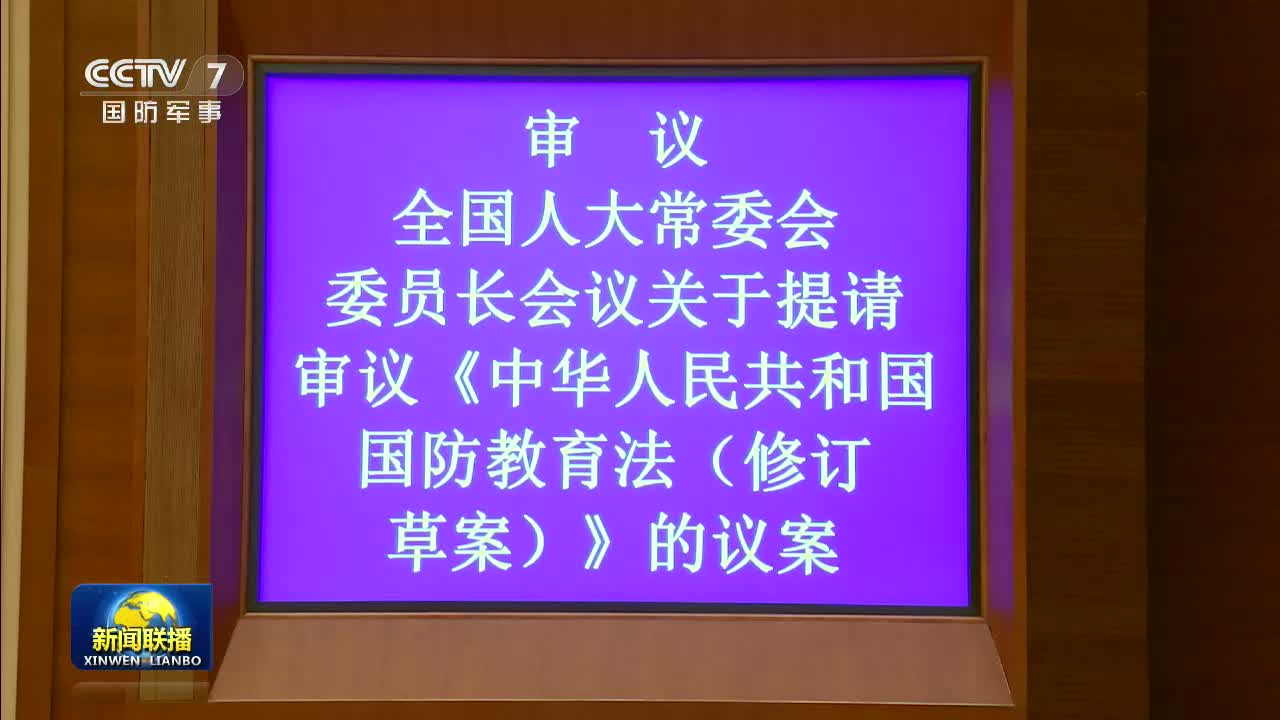 CCTV 7
国防军事
审 议
全国人大常委会
委员长会议关于提请
审议《中华人民共和国
国防教育法（修订
草案）》的议案
新闻联播
XINWEN LIANBO